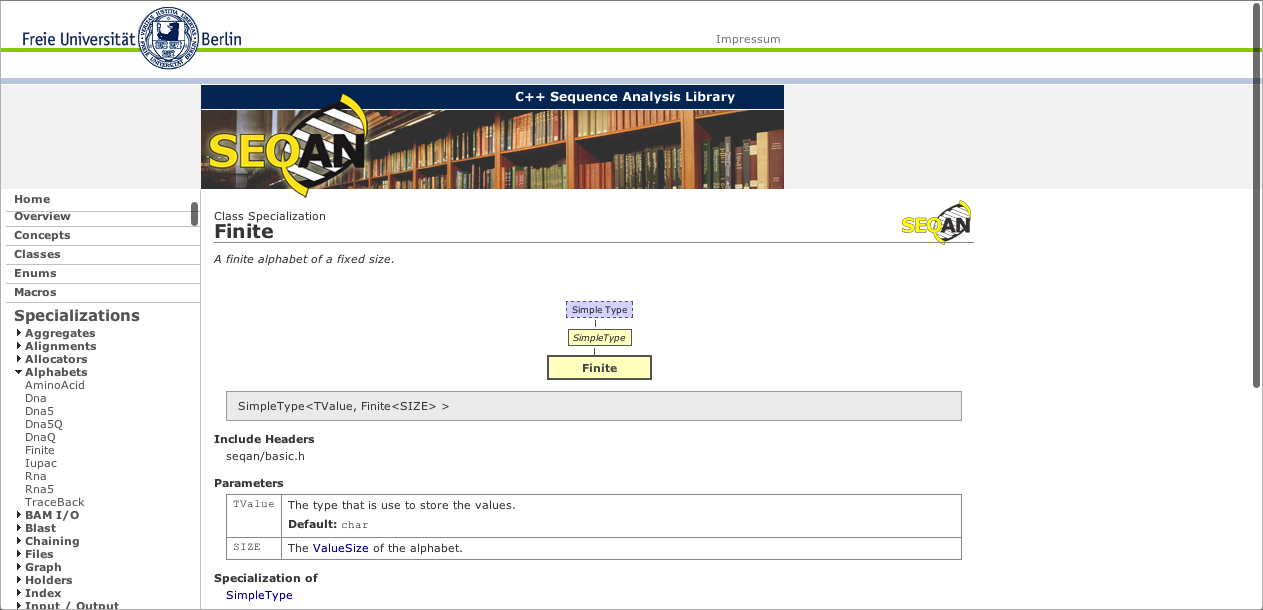 Freie Universität Berlin
Impressum
C++ Sequence Analysis Library
SEQAN
Home
Overview
Concepts
Classes
Enums
Macros
Specializations
Aggregates
Alignments
Allocators
Alphabets
AminoAcid
Dna
Dna5
Dna5Q
DnaQ
Finite
Iupac
Rna
Rna5
TraceBack
BAM I/O
Blast
Chaining
Files
Graph
Holders
Index
Input / Output
Class Specialization
Finite
SEQAN
A finite alphabet of a fixed size.
Simple Type
SimpleType
Finite
SimpleType<TValue, Finite<SIZE> >
Include Headers
seqan/basic.h
Parameters
TValue The type that is use to store the values.
Default: char
SIZE The ValueSize of the alphabet.
Specialization of
SimpleType